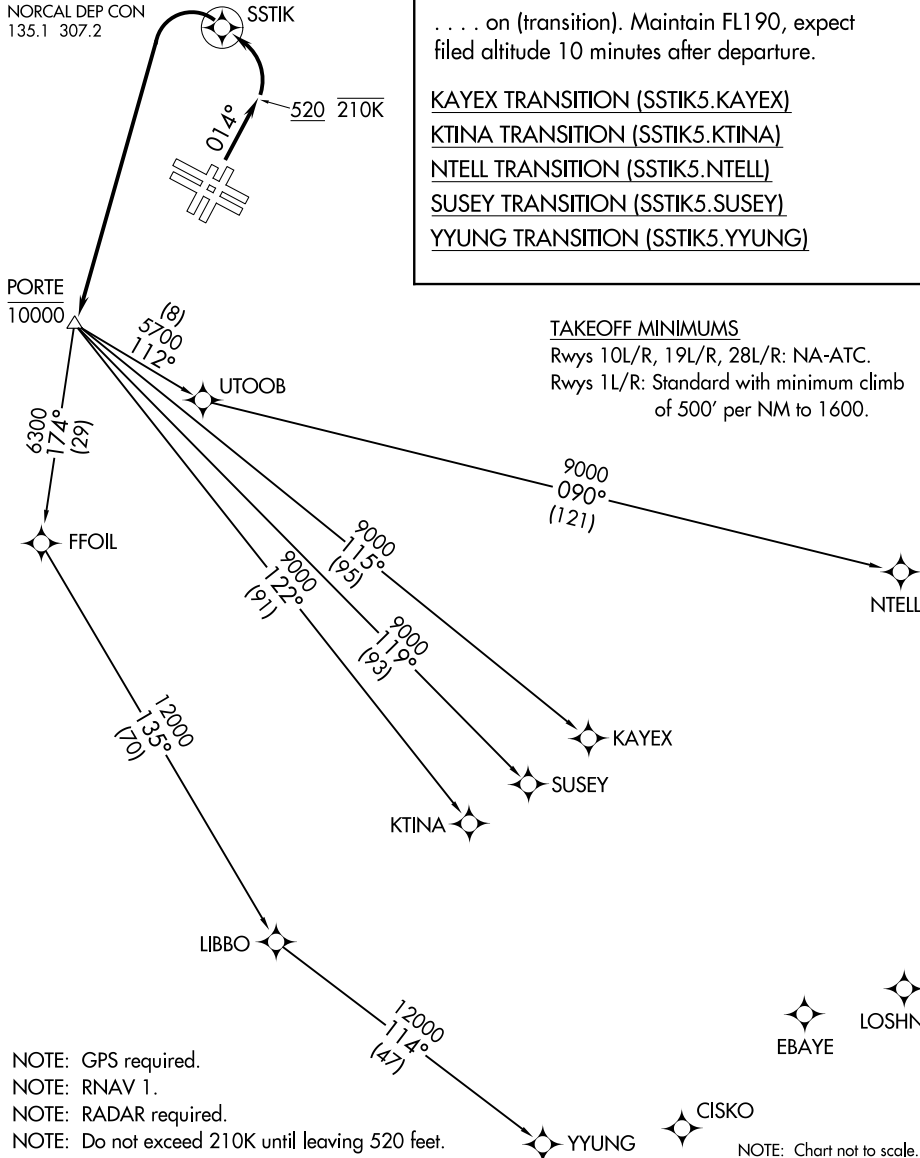 NORCAL DEP CON
135.1 307.2
SSTIK
520 210K
014°
. . . . on (transition). Maintain FL190, expect
filed altitude 10 minutes after departure.
KAYEX TRANSITION (SSTIK5.KAYEX)
KTINA TRANSITION (SSTIK5.KTINA)
NTELL TRANSITION (SSTIK5.NTELL)
SUSEY TRANSITION (SSTIK5.SUSEY)
YYUNG TRANSITION (SSTIK5.YYUNG)
PORTE
10000
(8)
5700
112°
UTOOB
TAKEOFF MINIMUMS
Rwys 10L/R, 19L/R, 28L/R: NA-ATC.
Rwys 1L/R: Standard with minimum climb
of 500' per NM to 1600.
6300
174°
(29)
FFOIL
9000
090°
(121)
NTELL
9000
115°
(95)
9000
122°
(91)
9000
119°
(93)
KAYEX
SUSEY
KTINA
12000
135°
(70)
LIBBO
12000
114°
(47)
EBAYE
LOSHN
CISKO
YYUNG
NOTE: GPS required.
NOTE: RNAV 1.
NOTE: RADAR required.
NOTE: Do not exceed 210K until leaving 520 feet.
NOTE: Chart not to scale.